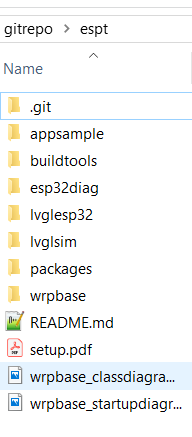 gitrepo › espt
Name
.git
appsample
buildtools
esp32diag
lvglesp32
lvglsim
packages
wrpbase
README.md
setup.pdf
wrpbase_classdiagra...
wrpbase_startupdiagr...